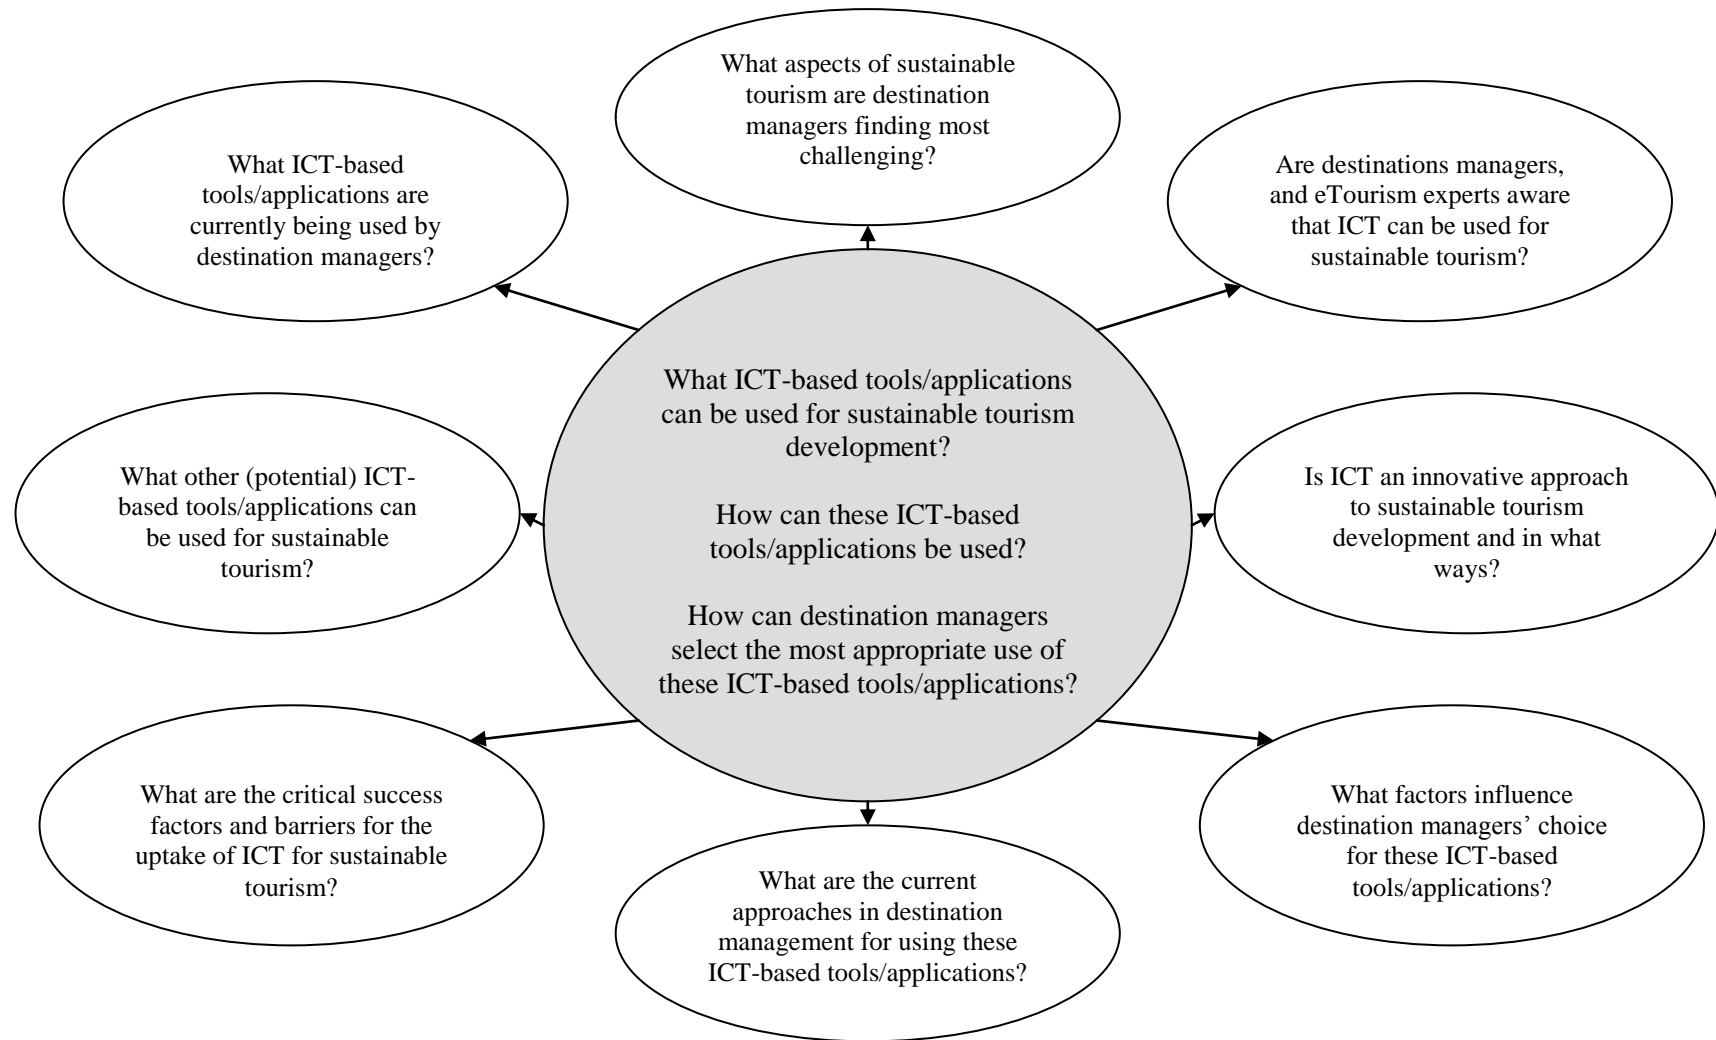 What aspects of sustainable
tourism are destination
managers finding most
challenging?
What ICT-based
tools/applications are
currently being used by
destination managers?
Are destinations managers,
and eTourism experts aware
that ICT can be used for
sustainable tourism?
What ICT-based tools/applications
can be used for sustainable tourism
development?
How can these ICT-based
tools/applications be used?
How can destination managers
select the most appropriate use of
these ICT-based tools/applications?
What other (potential) ICT-
based tools/applications can
be used for sustainable
tourism?
Is ICT an innovative approach
to sustainable tourism
development and in what
ways?
What are the critical success
factors and barriers for the
uptake of ICT for sustainable
tourism?
What factors influence
destination managers’ choice
for these ICT-based
tools/applications?
What are the current
approaches in destination
management for using these
ICT-based tools/applications?